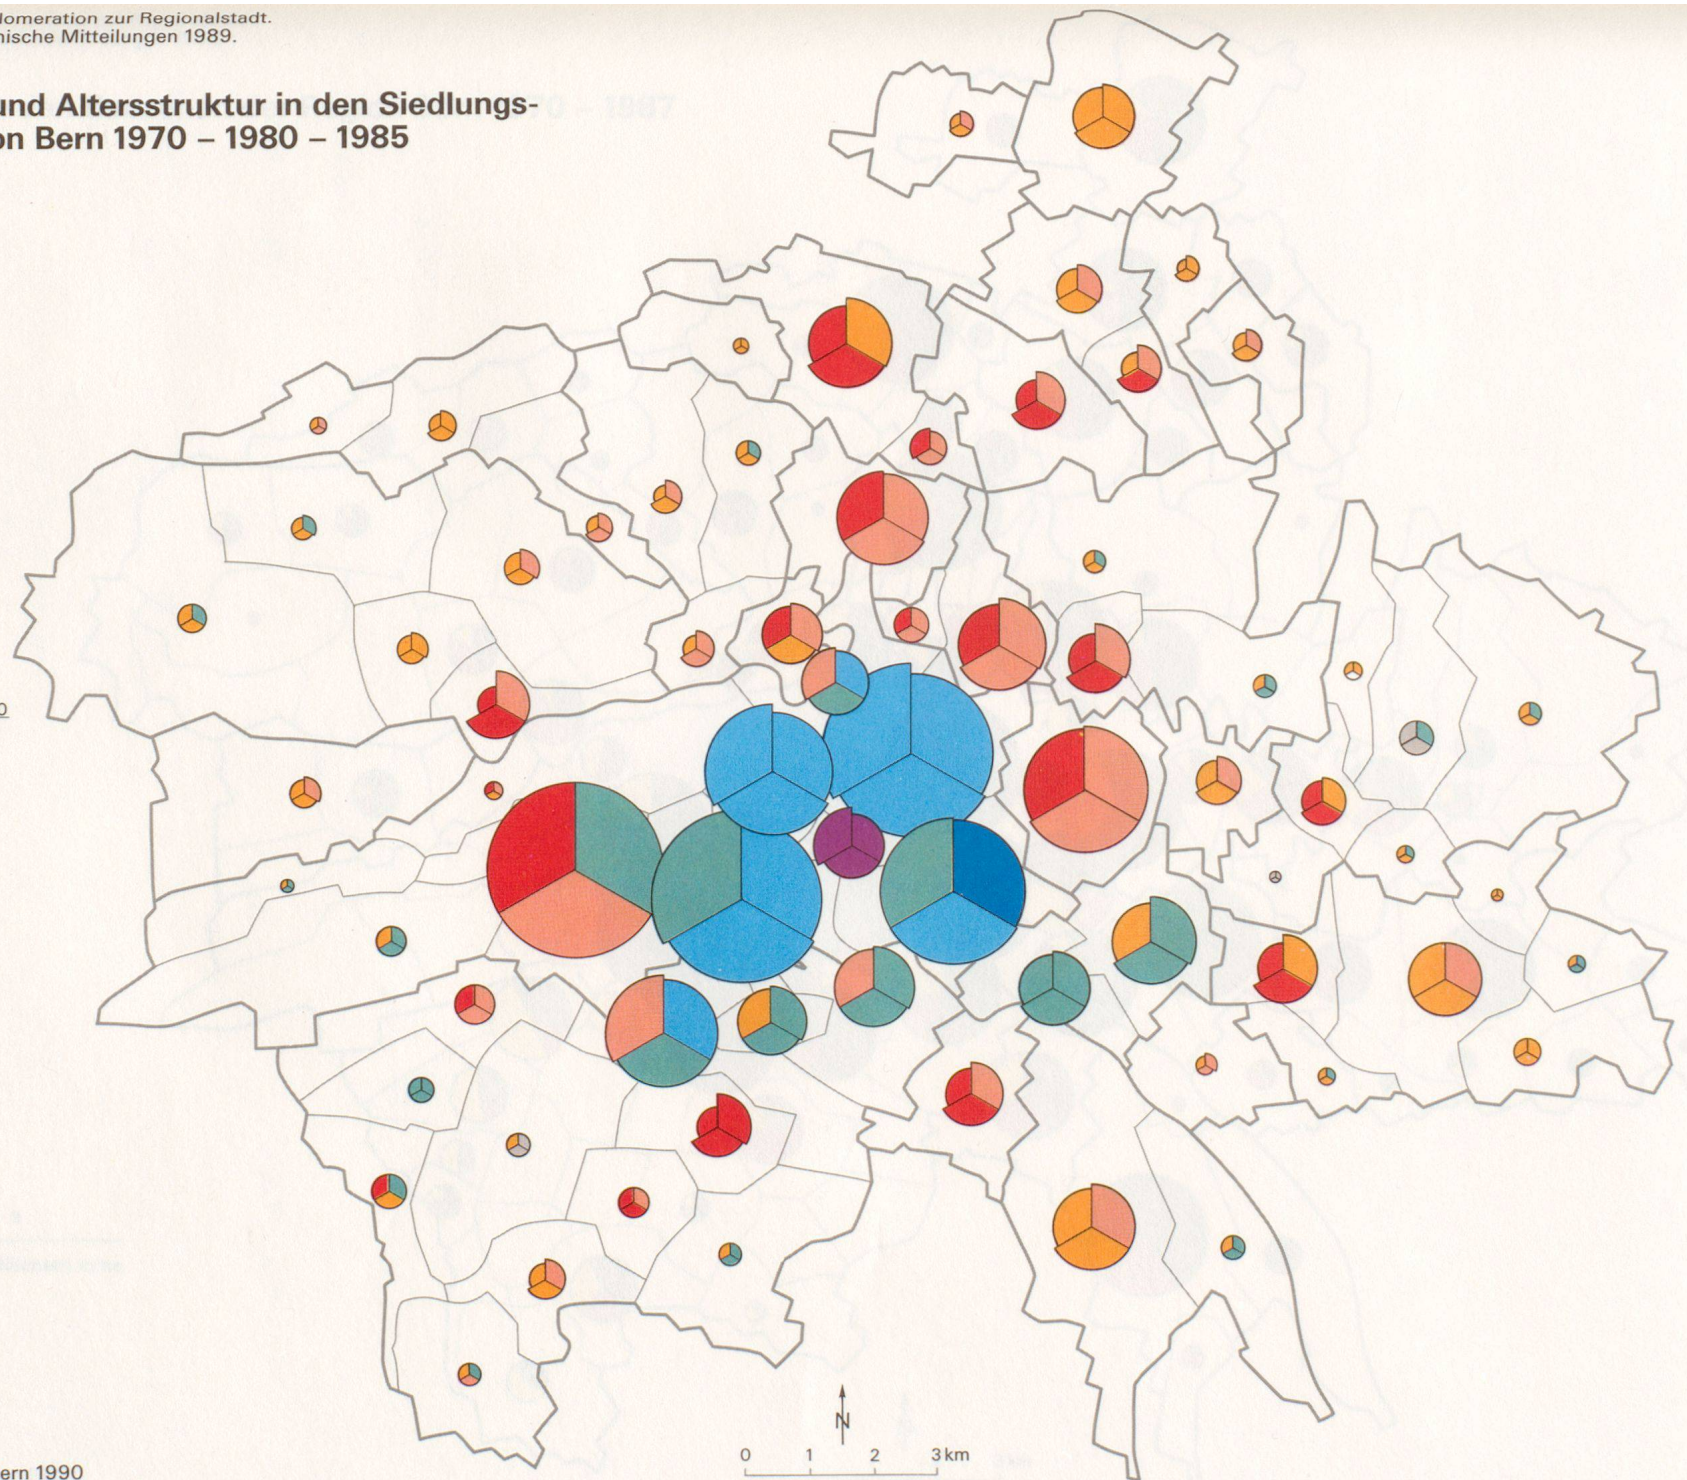 lomeration zur Regionalstadt.
nische Mitteilungen 1989.
und Altersstruktur in den Siedlungs-
on Bern 1970 – 1980 – 1985
0
N
0 1 2 3 km
ern 1990